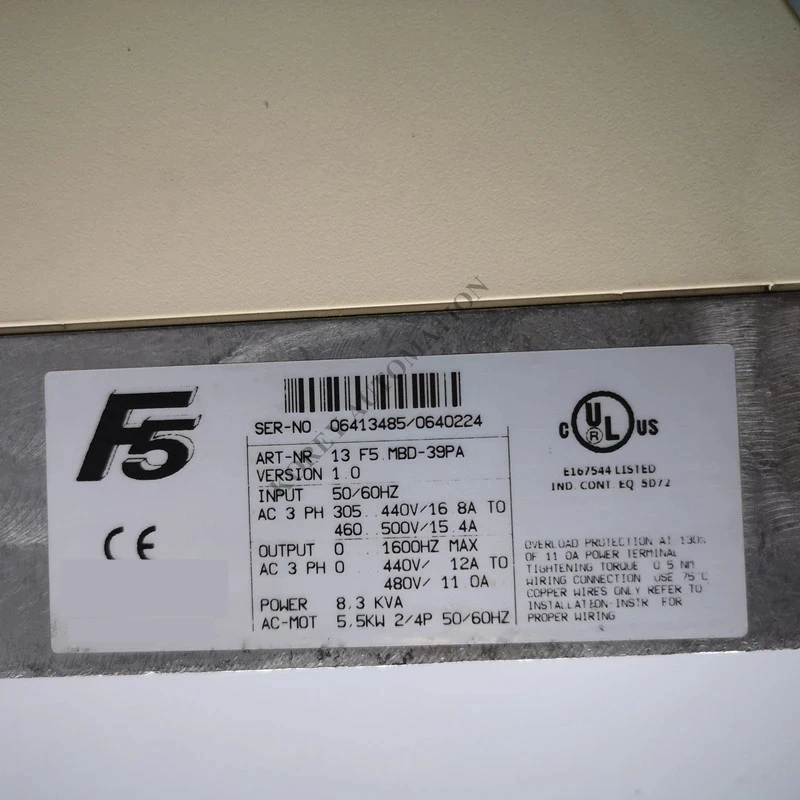 F5
CE
SER-NO. 06413485/0640224
ART-NR 13 F5 MBD-39PA
VERSION 1.0
INPUT 50/60HZ
AC 3 PH 305..440V/16.8A TO
460..500V/15.4A
OUTPUT 0...1600HZ MAX
AC 3 PH 0...440V/ 12A TO
480V/ 11.0A
POWER 8,3 KVA
AC-MOT 5,5KW 2/4P 50/60HZ
C UL R US
E167544 LISTED
IND. CONT. EQ. 5D72
OVERLOAD PROTECTION AT 130%
OF 11.0A POWER TERMINAL
TIGHTENING TORQUE 0.5 NM
WIRING CONNECTION USE 75°C
COPPER WIRES ONLY REFER TO
INSTALLATION-INSTR. FOR
PROPER WIRING
KOREY AUTOMATION